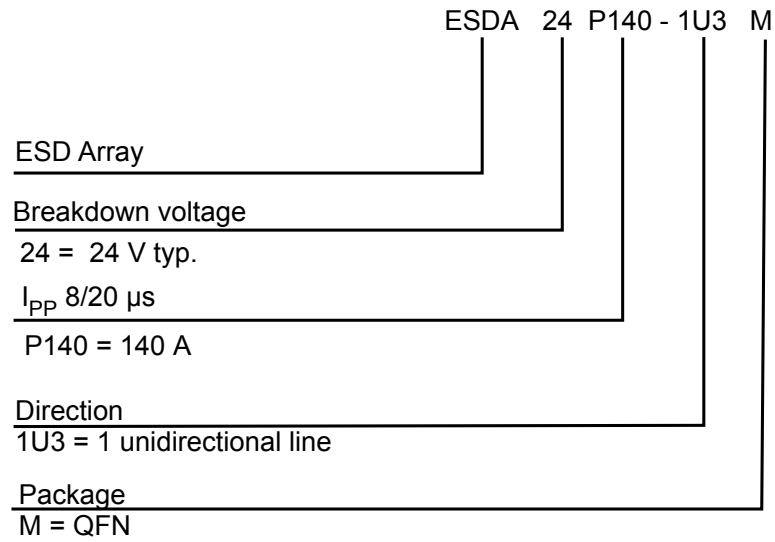 ESDA 24 P140 - 1U3 M
ESD Array
Breakdown voltage
24 = 24 V typ.
IPP 8/20 µs
P140 = 140 A
Direction
1U3 = 1 unidirectional line
Package
M = QFN